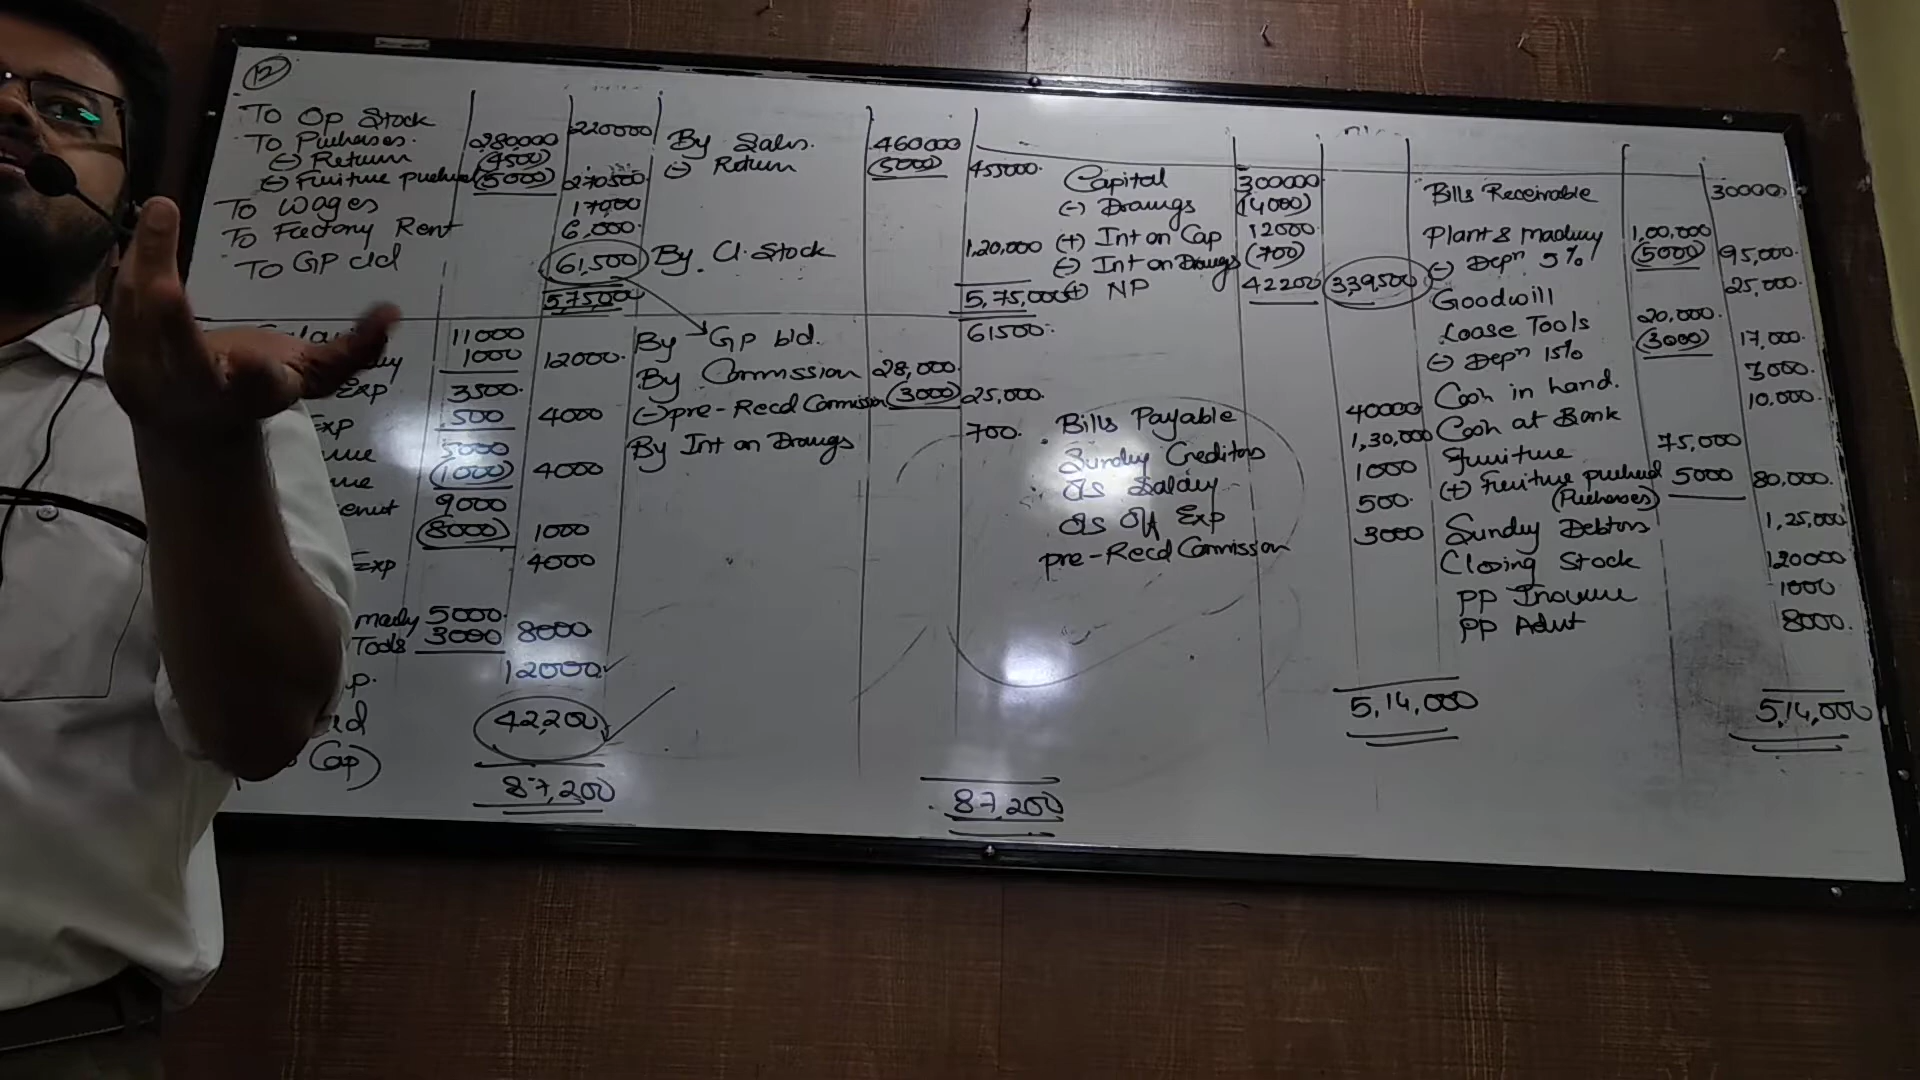 12
To Op Stock 220000
To Purchases. 280000
(-) Return (4500)
(-) Furniture purchased (5000) 270500
To Wages 17000
To Factory Rent 6,000
To GP c/d 61,500
5,75,000
By Sales. 460000
(-) Return (5000) 455000
By Cl. Stock 1,20,000
5,75,000
11000
1000 12000
Exp 3500
Exp 500 4000
5000
(1000) 4000
9000
(8000) 1000
Exp 4000
5000
Tools 3000 8000
12000
42,200
Cap)
87,200
By GP b/d. 61500
By Commission 28,000
(-) pre-Recd Commission (3000) 25,000
By Int on Drawgs 700
87,200
Capital 300000
(-) Drawgs (14000)
(+) Int on Cap 12000
(-) Int on Drawgs (700)
(+) NP 42200 339500
Bills Payable 40000
Sundry Creditors 1,30,000
O/s Salary 1000
O/s Off Exp 500
pre-Recd Commission 3000
5,14,000
Bills Receivable 30000
Plant & Machinery 1,00,000
(-) Depn 5% (5000) 95,000
Goodwill 25,000
Loose Tools 20,000
(-) Depn 15% (3000) 17,000
Cash in hand. 3000
Cash at Bank 10,000
Furniture 75,000
(+) Furniture purchased 5000 80,000
(Purchases)
Sundry Debtors 1,25,000
Closing Stock 120000
PP Insurance 1000
PP Advt 8000
5,14,000